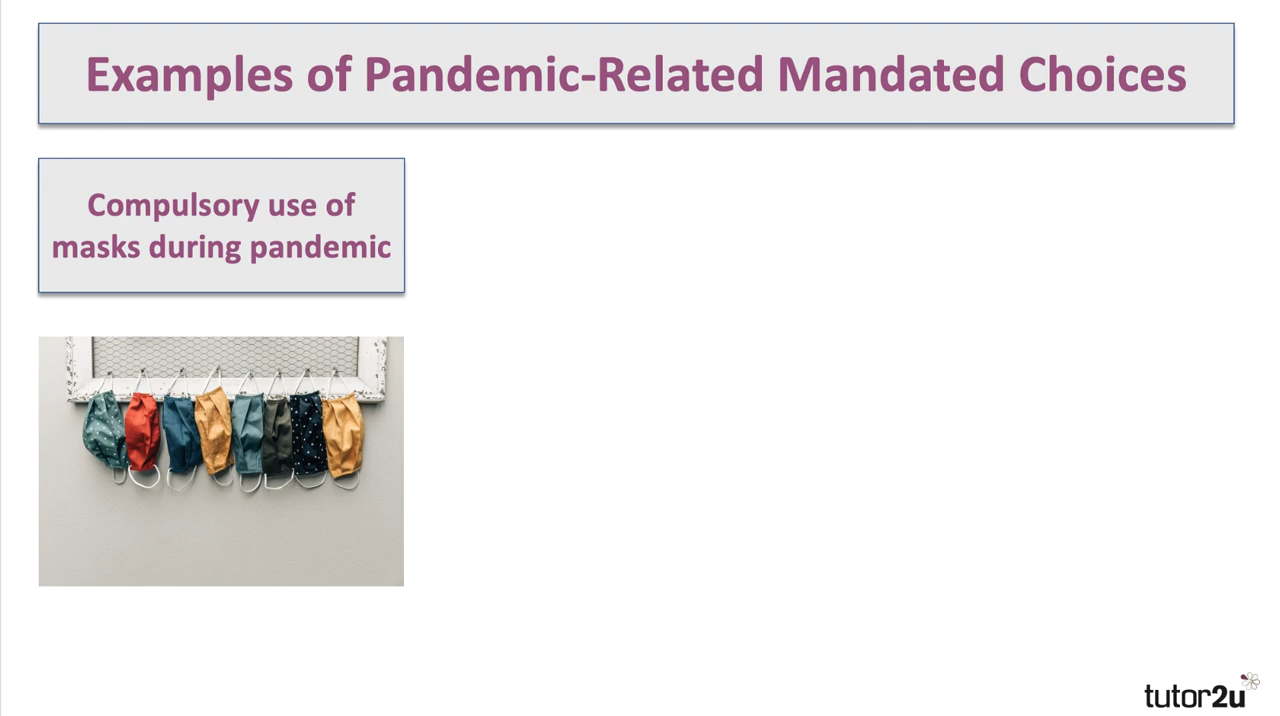 Examples of Pandemic-Related Mandated Choices
Compulsory use of
masks during pandemic
tutor2u